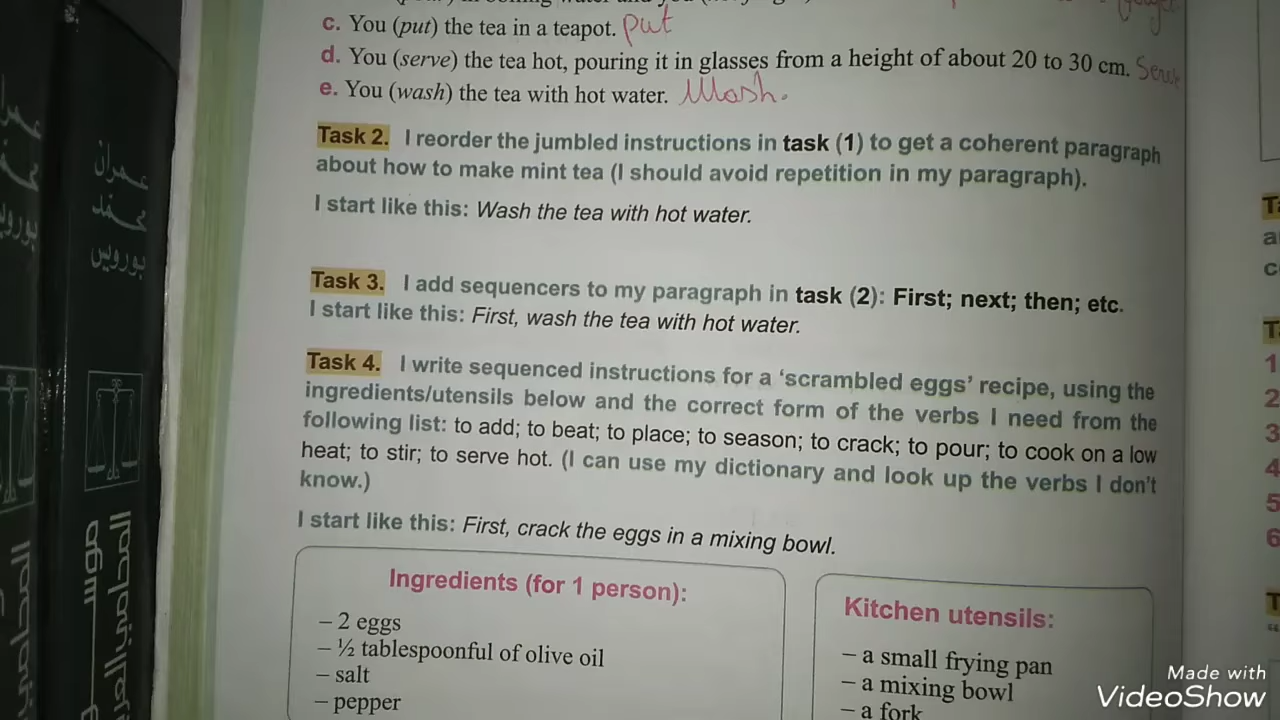 c. You (put) the tea in a teapot. put
d. You (serve) the tea hot, pouring it in glasses from a height of about 20 to 30 cm.
e. You (wash) the tea with hot water. Wash.
Task 2. I reorder the jumbled instructions in task (1) to get a coherent paragraph
about how to make mint tea (I should avoid repetition in my paragraph).
I start like this: Wash the tea with hot water.
Task 3. I add sequencers to my paragraph in task (2): First; next; then; etc.
I start like this: First, wash the tea with hot water.
Task 4. I write sequenced instructions for a ‘scrambled eggs’ recipe, using the
ingredients/utensils below and the correct form of the verbs I need from the
following list: to add; to beat; to place; to season; to crack; to pour; to cook on a low
heat; to stir; to serve hot. (I can use my dictionary and look up the verbs I don’t
know.)
I start like this: First, crack the eggs in a mixing bowl.
Ingredients (for 1 person):
– 2 eggs
– ½ tablespoonful of olive oil
– salt
– pepper
Kitchen utensils:
– a small frying pan
– a mixing bowl
– a fork
1
2
3
4
5
6
عمران
محمد
بورويس
Made with
VideoShow